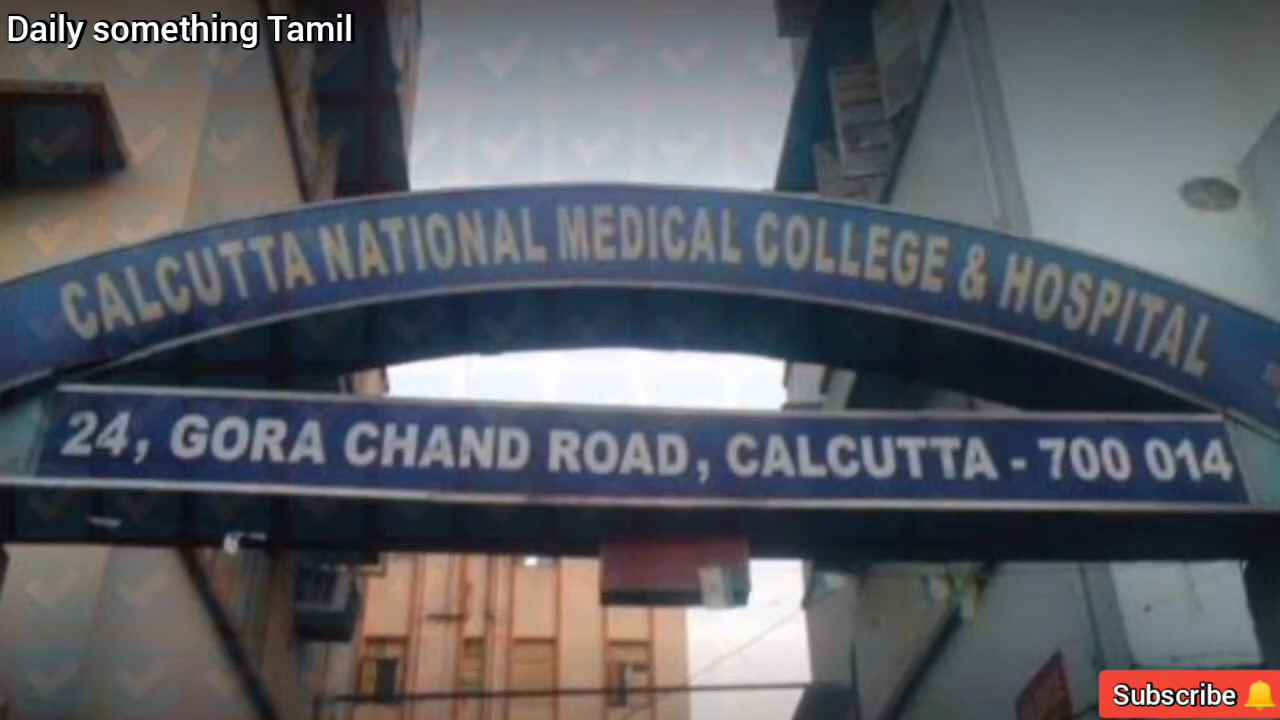 Daily something Tamil
CALCUTTA NATIONAL MEDICAL COLLEGE & HOSPITAL
24, GORA CHAND ROAD, CALCUTTA - 700 014
Subscribe